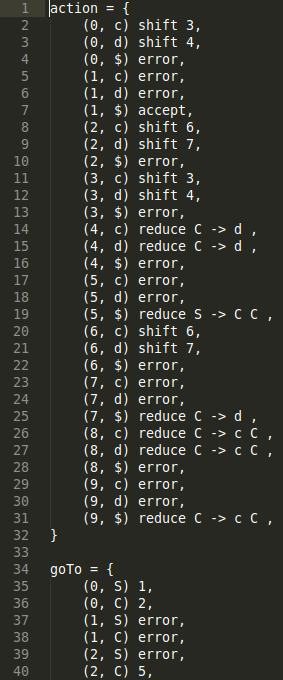 1 action = {
2 (0, c) shift 3,
3 (0, d) shift 4,
4 (0, $) error,
5 (1, c) error,
6 (1, d) error,
7 (1, $) accept,
8 (2, c) shift 6,
9 (2, d) shift 7,
10 (2, $) error,
11 (3, c) shift 3,
12 (3, d) shift 4,
13 (3, $) error,
14 (4, c) reduce C -> d ,
15 (4, d) reduce C -> d ,
16 (4, $) error,
17 (5, c) error,
18 (5, d) error,
19 (5, $) reduce S -> C C ,
20 (6, c) shift 6,
21 (6, d) shift 7,
22 (6, $) error,
23 (7, c) error,
24 (7, d) error,
25 (7, $) reduce C -> d ,
26 (8, c) reduce C -> c C ,
27 (8, d) reduce C -> c C ,
28 (8, $) error,
29 (9, c) error,
30 (9, d) error,
31 (9, $) reduce C -> c C ,
32 }
33
34 goTo = {
35 (0, S) 1,
36 (0, C) 2,
37 (1, S) error,
38 (1, C) error,
39 (2, S) error,
40 (2, C) 5,